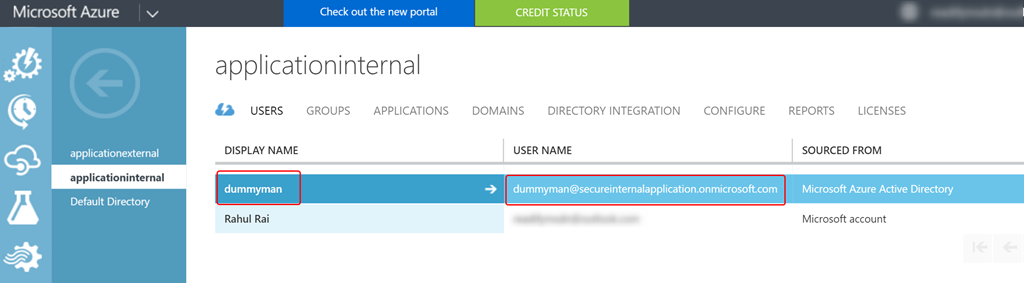 Microsoft Azure
Check out the new portal
CREDIT STATUS
applicationinternal
USERS GROUPS APPLICATIONS DOMAINS DIRECTORY INTEGRATION CONFIGURE REPORTS LICENSES
applicationexternal
applicationinternal
Default Directory
DISPLAY NAME USER NAME SOURCED FROM
dummyman dummyman@secureinternalapplication.onmicrosoft.com Microsoft Azure Active Directory
Rahul Rai Microsoft account